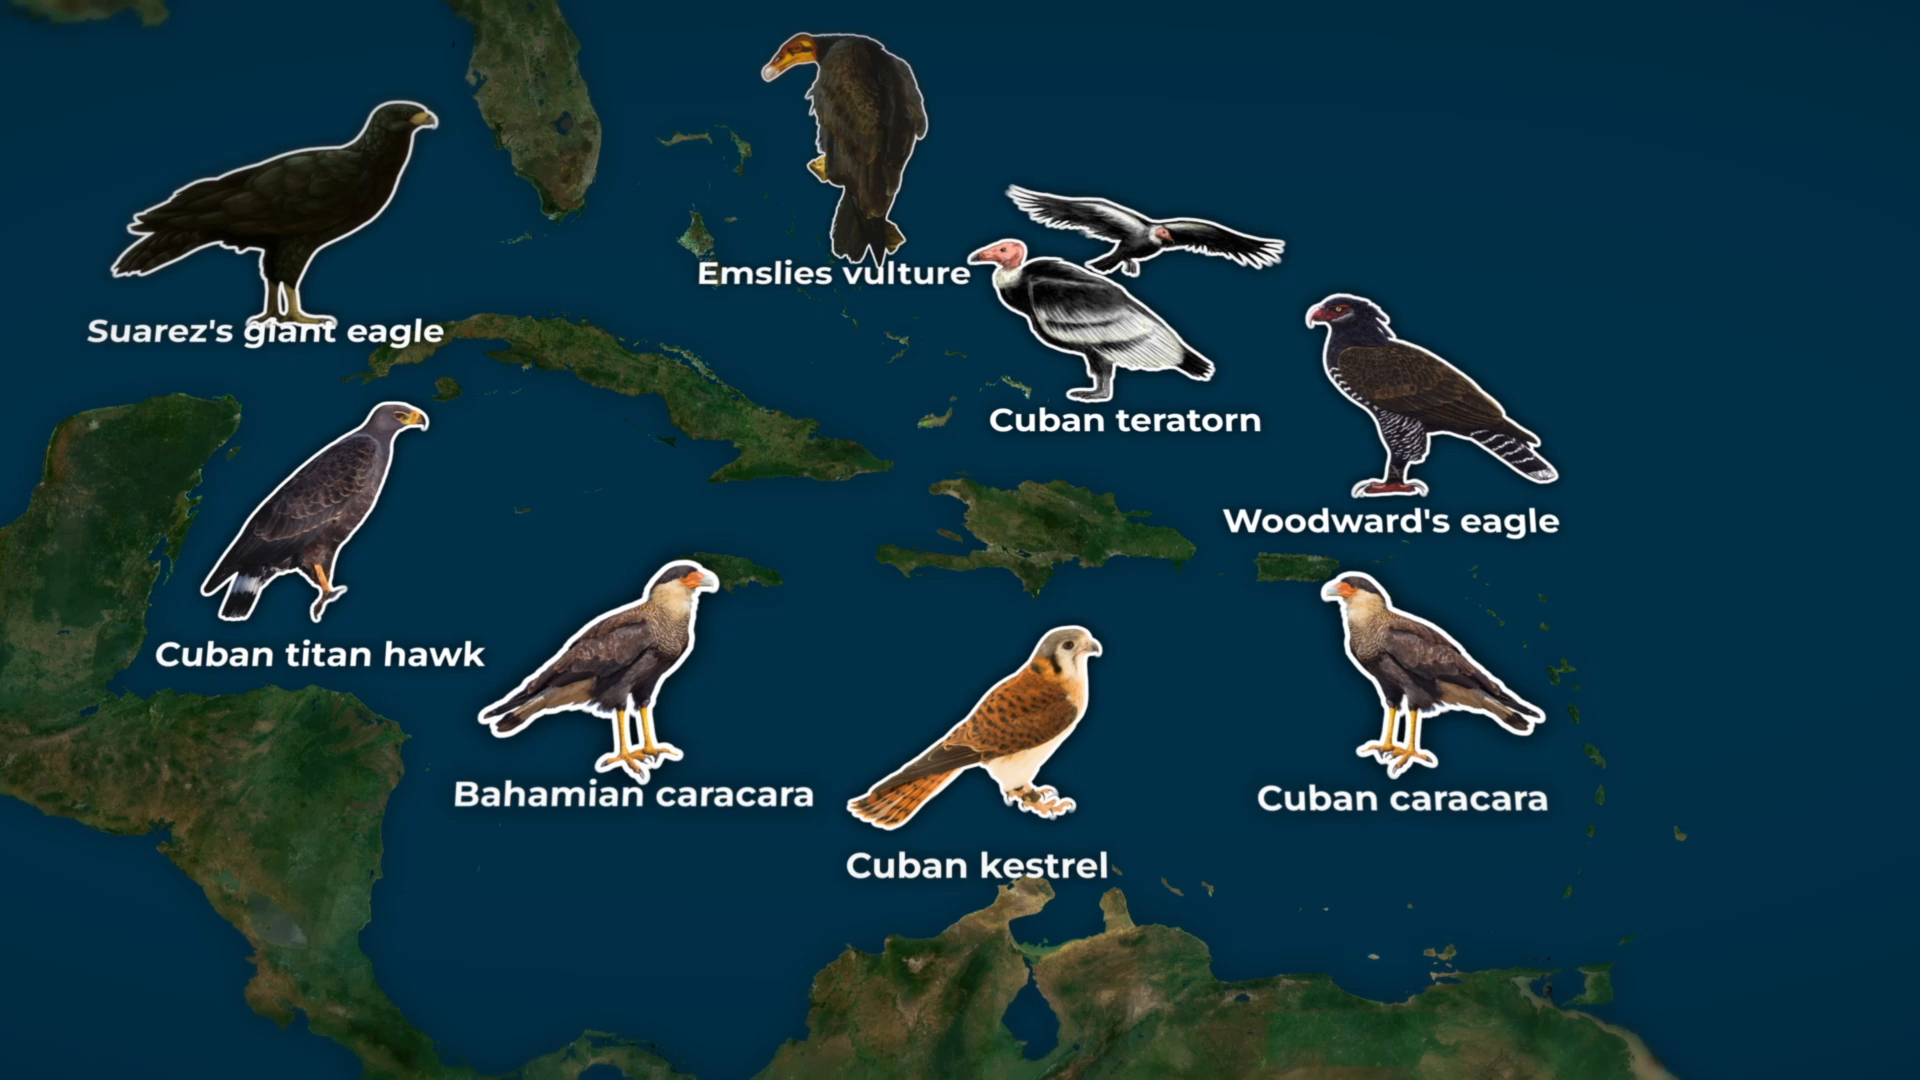 Emslies vulture
Suarez's giant eagle
Cuban teratorn
Woodward's eagle
Cuban titan hawk
Bahamian caracara
Cuban caracara
Cuban kestrel